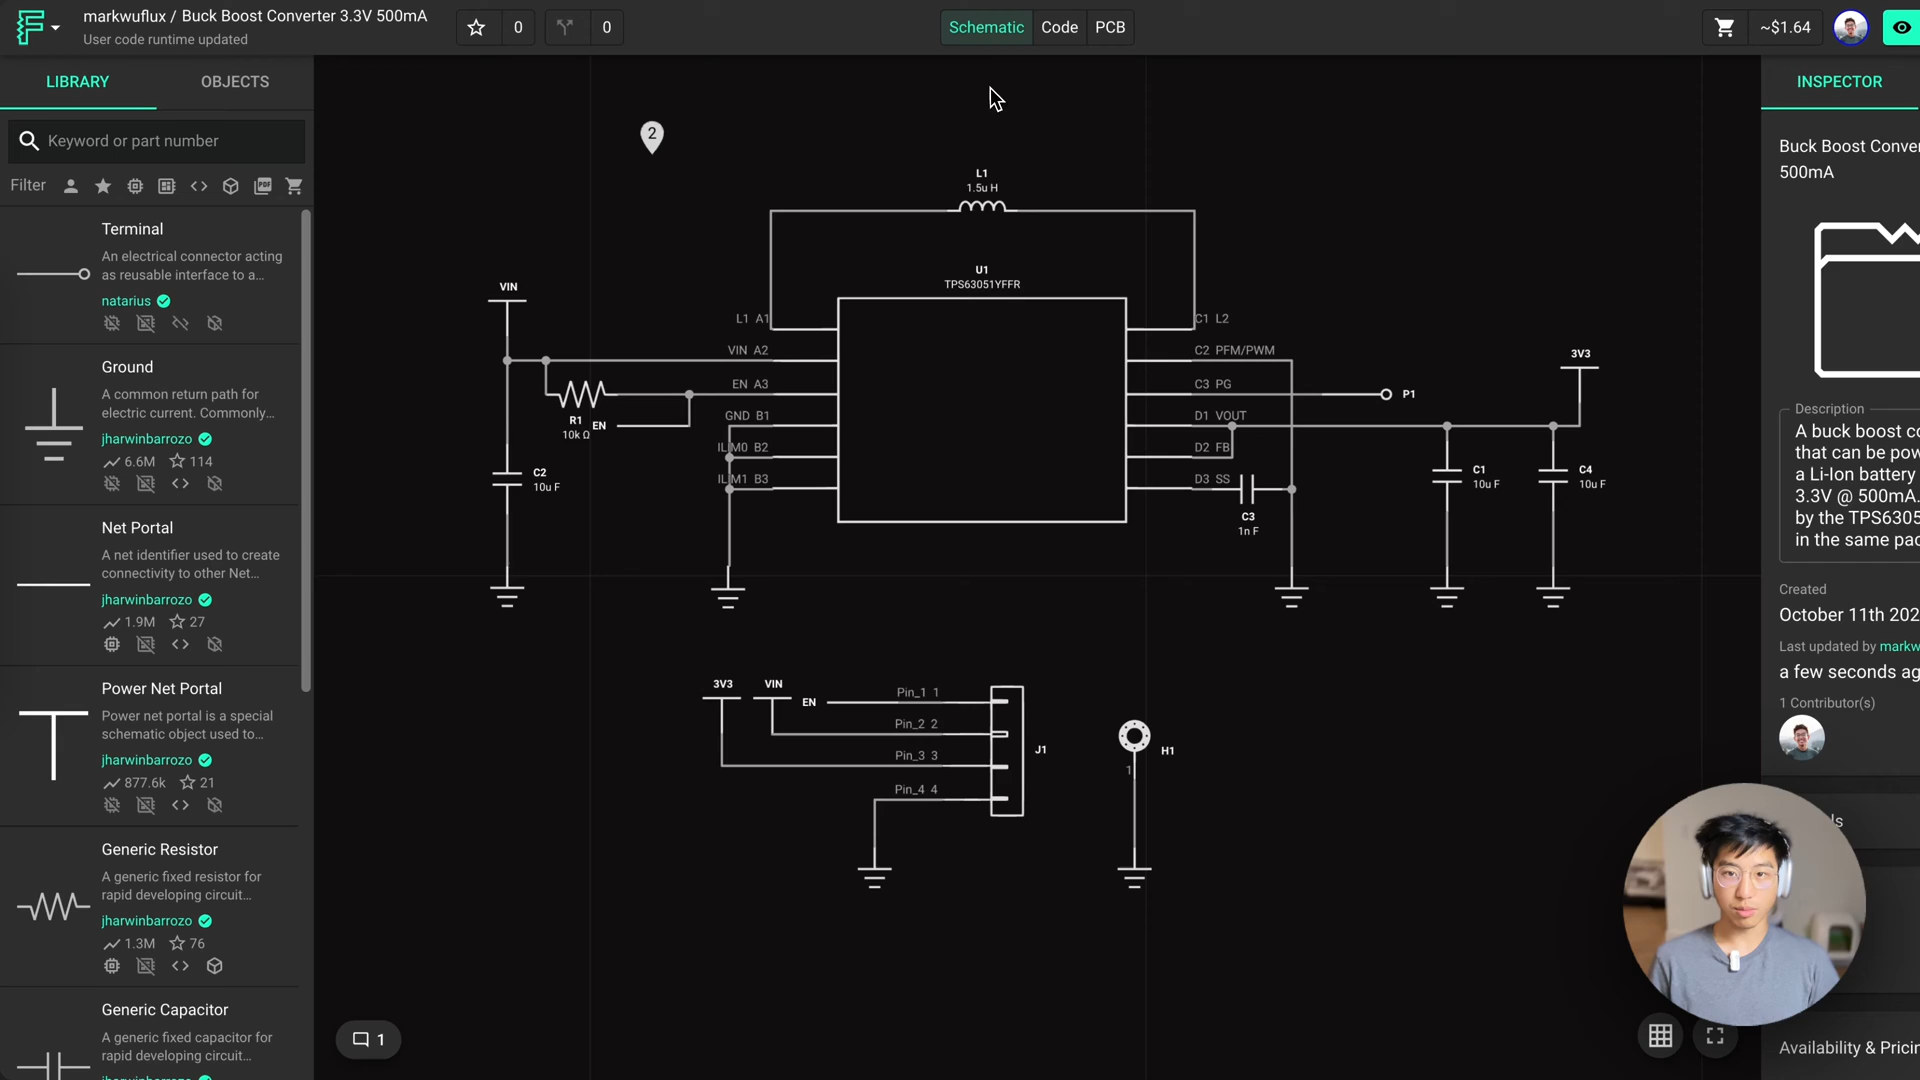 markwuflux / Buck Boost Converter 3.3V 500mA
User code runtime updated
0
0
Schematic
Code
PCB
~$1.64
LIBRARY
OBJECTS
Keyword or part number
Filter
PDF
Terminal
An electrical connector acting
as reusable interface to a...
natarius
Ground
A common return path for
electric current. Commonly...
jharwinbarrozo
6.6M
114
Net Portal
A net identifier used to create
connectivity to other Net...
jharwinbarrozo
1.9M
27
Power Net Portal
Power net portal is a special
schematic object used to...
jharwinbarrozo
877.6k
21
Generic Resistor
A generic fixed resistor for
rapid developing circuit...
jharwinbarrozo
1.3M
76
Generic Capacitor
A generic fixed capacitor for
rapid developing circuit...
jharwinbarrozo
2
L1
1.5u H
U1
TPS63051YFFR
VIN
L1 A1
VIN A2
EN A3
GND B1
ILIM0 B2
ILIM1 B3
R1
10k Ω
EN
C2
10u F
C1 L2
C2 PFM/PWM
C3 PG
D1 VOUT
D2 FB
D3 SS
P1
3V3
C3
1n F
C1
10u F
C4
10u F
3V3
VIN
EN
Pin_1 1
Pin_2 2
Pin_3 3
Pin_4 4
J1
H1
1
1
INSPECTOR
Buck Boost Conver
500mA
Description
A buck boost co
that can be pow
a Li-Ion battery
3.3V @ 500mA.
by the TPS6305
in the same pac
Created
October 11th 202
Last updated by markw
a few seconds ag
1 Contributor(s)
ls
Availability & Pricin